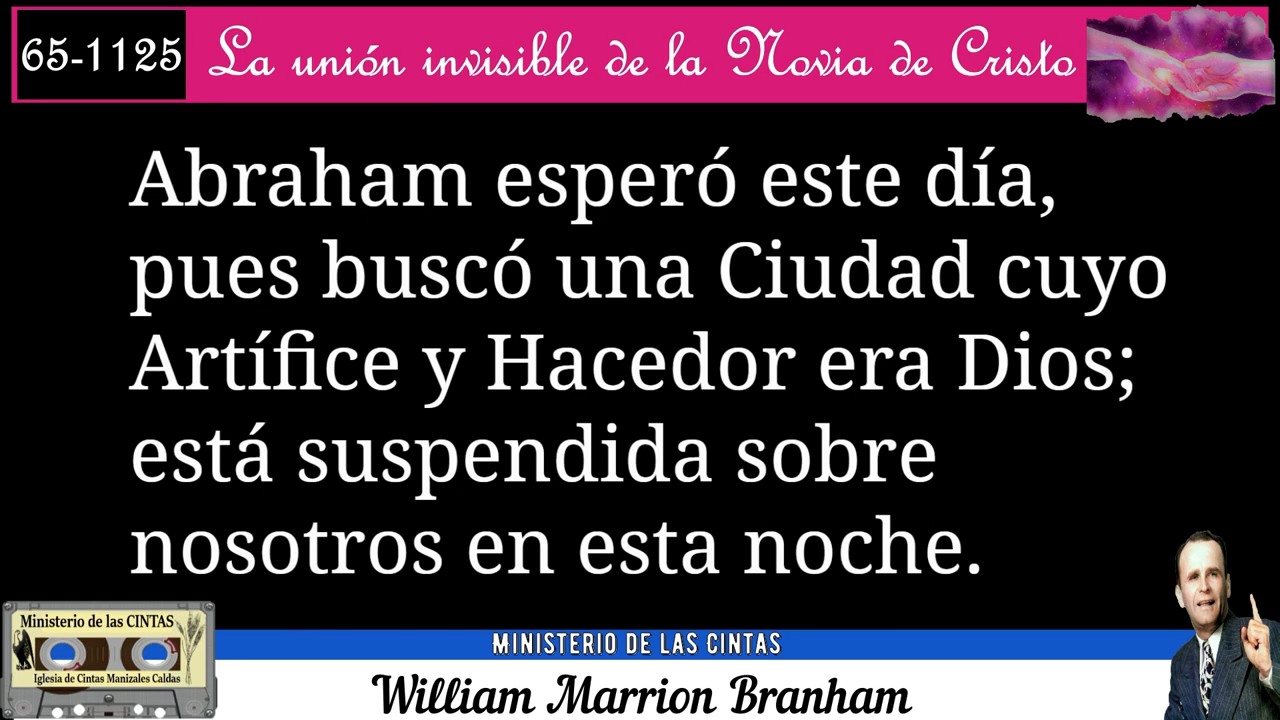 65-1125 La unión invisible de la Novia de Cristo
Abraham esperó este día,
pues buscó una Ciudad cuyo
Artífice y Hacedor era Dios;
está suspendida sobre
nosotros en esta noche.
Ministerio de las CINTAS
Iglesia de Cintas Manizales Caldas
MINISTERIO DE LAS CINTAS
William Marrion Branham